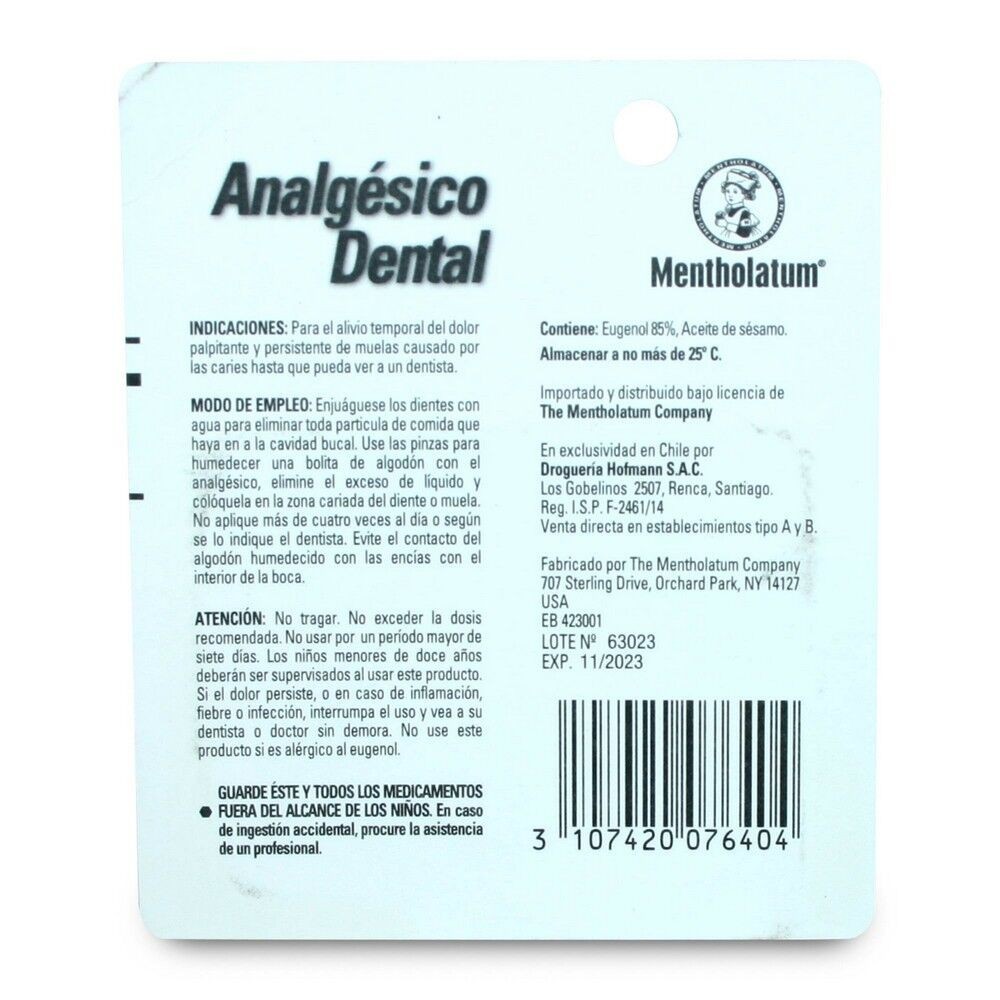 Analgésico
Dental
INDICACIONES: Para el alivio temporal del dolor
palpitante y persistente de muelas causado por
las caries hasta que pueda ver a un dentista.
MODO DE EMPLEO: Enjuáguese los dientes con
agua para eliminar toda particula de comida que
haya en a la cavidad bucal. Use las pinzas para
humedecer una bolita de algodón con el
analgésico, elimine el exceso de líquido y
cólóquela en la zona cariada del diente o muela.
No aplique más de cuatro veces al día o según
se lo indique el dentista. Evite el contacto del
algodón humedecido con las encías con el
interior de la boca.
ATENCIÓN: No tragar. No exceder la dosis
recomendada. No usar por un período mayor de
siete días. Los niños menores de doce años
deberán ser supervisados al usar este producto.
Si el dolor persiste, o en caso de inflamación,
fiebre o infección, interrumpa el uso y vea a su
dentista o doctor sin demora. No use este
producto si es alérgico al eugenol.
GUARDE ÉSTE Y TODOS LOS MEDICAMENTOS
FUERA DEL ALCANCE DE LOS NIÑOS. En caso
de ingestión accidental, procure la asistencia
de un profesional.
MENTHOLATUM • MENTHOLATUM • MENTHOLATUM
Mentholatum®
Contiene: Eugenol 85%, Aceite de sésamo.
Almacenar a no más de 25º C.
Importado y distribuido bajo licencia de
The Mentholatum Company
En exclusividad en Chile por
Droguería Hofmann S.A.C.
Los Gobelinos 2507, Renca, Santiago.
Reg. I.S.P. F-2461/14
Venta directa en establecimientos tipo A y B.
Fabricado por The Mentholatum Company
707 Sterling Drive, Orchard Park, NY 14127
USA
EB 423001
LOTE Nº 63023
EXP. 11/2023
3 107420 076404